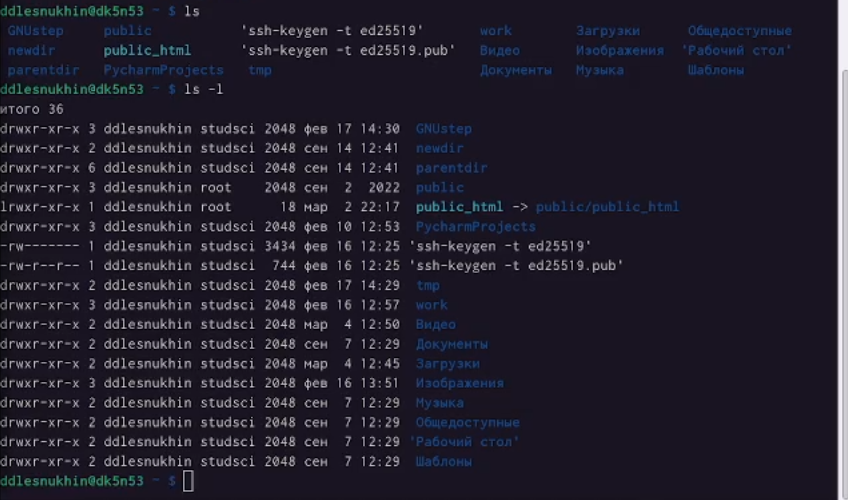 ddlesnukhin@dk5n53 ~ $ ls
GNUstep public 'ssh-keygen -t ed25519' work Загрузки Общедоступные
newdir public_html 'ssh-keygen -t ed25519.pub' Видео Изображения 'Рабочий стол'
parentdir PycharmProjects tmp Документы Музыка Шаблоны
ddlesnukhin@dk5n53 ~ $ ls -l
итого 36
drwxr-xr-x 3 ddlesnukhin studsci 2048 фев 17 14:30 GNUstep
drwxr-xr-x 2 ddlesnukhin studsci 2048 сен 14 12:41 newdir
drwxr-xr-x 6 ddlesnukhin studsci 2048 сен 14 12:41 parentdir
drwxr-xr-x 3 ddlesnukhin root 2048 сен 2 2022 public
lrwxr-xr-x 1 ddlesnukhin root 18 мар 2 22:17 public_html -> public/public_html
drwxr-xr-x 3 ddlesnukhin studsci 2048 фев 10 12:53 PycharmProjects
-rw------- 1 ddlesnukhin studsci 3434 фев 16 12:25 'ssh-keygen -t ed25519'
-rw-r--r-- 1 ddlesnukhin studsci 744 фев 16 12:25 'ssh-keygen -t ed25519.pub'
drwxr-xr-x 2 ddlesnukhin studsci 2048 фев 17 14:29 tmp
drwxr-xr-x 3 ddlesnukhin studsci 2048 фев 16 12:57 work
drwxr-xr-x 2 ddlesnukhin studsci 2048 мар 4 12:50 Видео
drwxr-xr-x 2 ddlesnukhin studsci 2048 сен 7 12:29 Документы
drwxr-xr-x 2 ddlesnukhin studsci 2048 мар 4 12:45 Загрузки
drwxr-xr-x 3 ddlesnukhin studsci 2048 фев 16 13:51 Изображения
drwxr-xr-x 2 ddlesnukhin studsci 2048 сен 7 12:29 Музыка
drwxr-xr-x 2 ddlesnukhin studsci 2048 сен 7 12:29 Общедоступные
drwxr-xr-x 2 ddlesnukhin studsci 2048 сен 7 12:29 'Рабочий стол'
drwxr-xr-x 2 ddlesnukhin studsci 2048 сен 7 12:29 Шаблоны
ddlesnukhin@dk5n53 ~ $